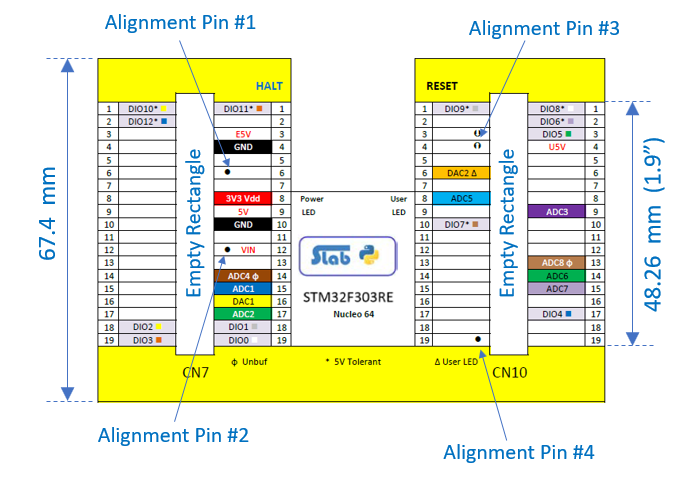 Alignment Pin #1
Alignment Pin #3
HALT
RESET
1 DIO10* DIO11* 1
2 DIO12* 2
3 E5V 3
4 GND 4
5 5
6 6
7 7
8 3V3 Vdd 8
9 5V 9
10 GND 10
11 11
12 VIN 12
13 13
14 ADC4 ф 14
15 ADC1 15
16 DAC1 16
17 ADC2 17
18 DIO2 DIO1 18
19 DIO3 DIO0 19
Empty Rectangle
CN7
1 DIO9* DIO8* 1
2 DIO6* 2
3 DIO5 3
4 U5V 4
5 5
6 DAC2 Δ 6
7 7
8 ADC5 8
9 ADC3 9
10 DIO7* 10
11 11
12 12
13 ADC8 ф 13
14 ADC6 14
15 ADC7 15
16 16
17 DIO4 17
18 18
19 19
Empty Rectangle
CN10
Power
LED
User
LED
Slab
STM32F303RE
Nucleo 64
ф Unbuf
* 5V Tolerant
Δ User LED
67.4 mm
48.26 mm (1.9”)
Alignment Pin #2
Alignment Pin #4